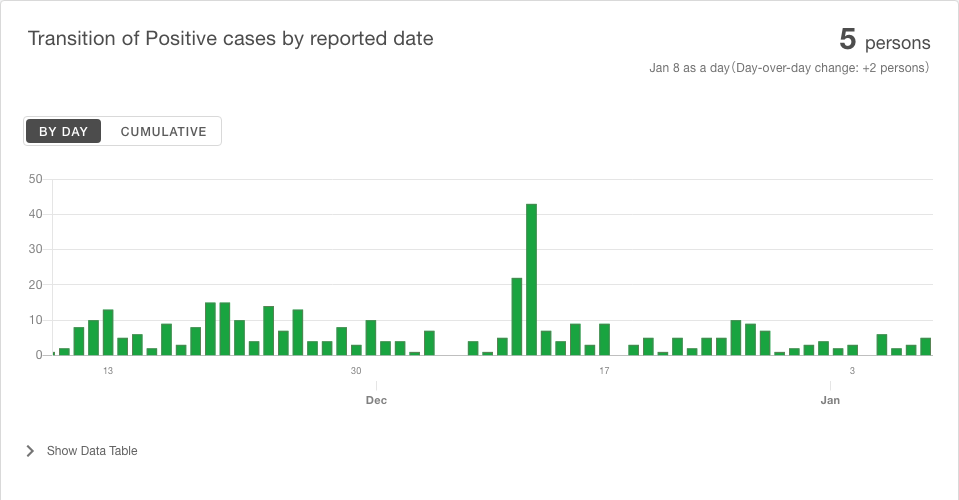 Transition of Positive cases by reported date
5 persons
Jan 8 as a day(Day-over-day change: +2 persons)
BY DAY CUMULATIVE
50
40
30
20
10
0
13 30 17 3
Dec Jan
Show Data Table